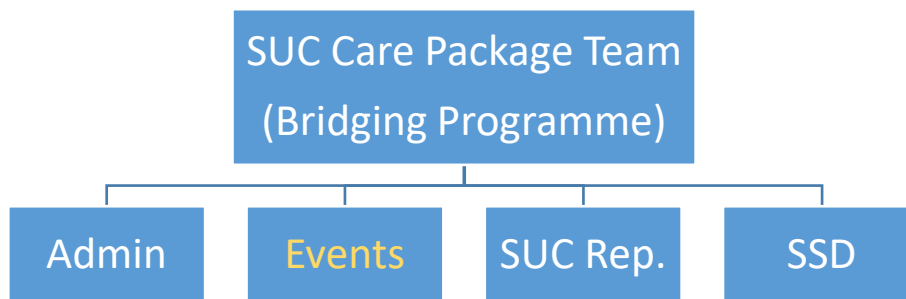 SUC Care Package Team
(Bridging Programme)
Admin
Events
SUC Rep.
SSD